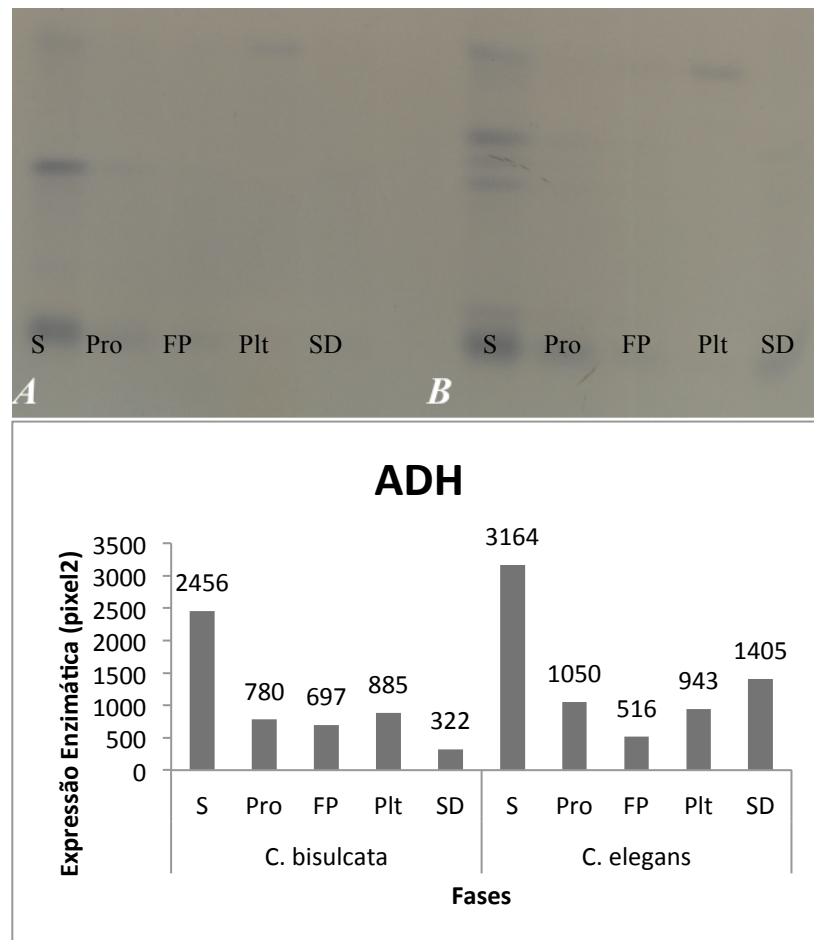 S Pro FP Plt SD S Pro FP Plt SD
A B
ADH
Expressão Enzimática (pixel2)
3500
3000
2500
2000
1500
1000
500
0
2456
780
697
885
322
3164
1050
516
943
1405
S Pro FP Plt SD S Pro FP Plt SD
C. bisulcata C. elegans
Fases